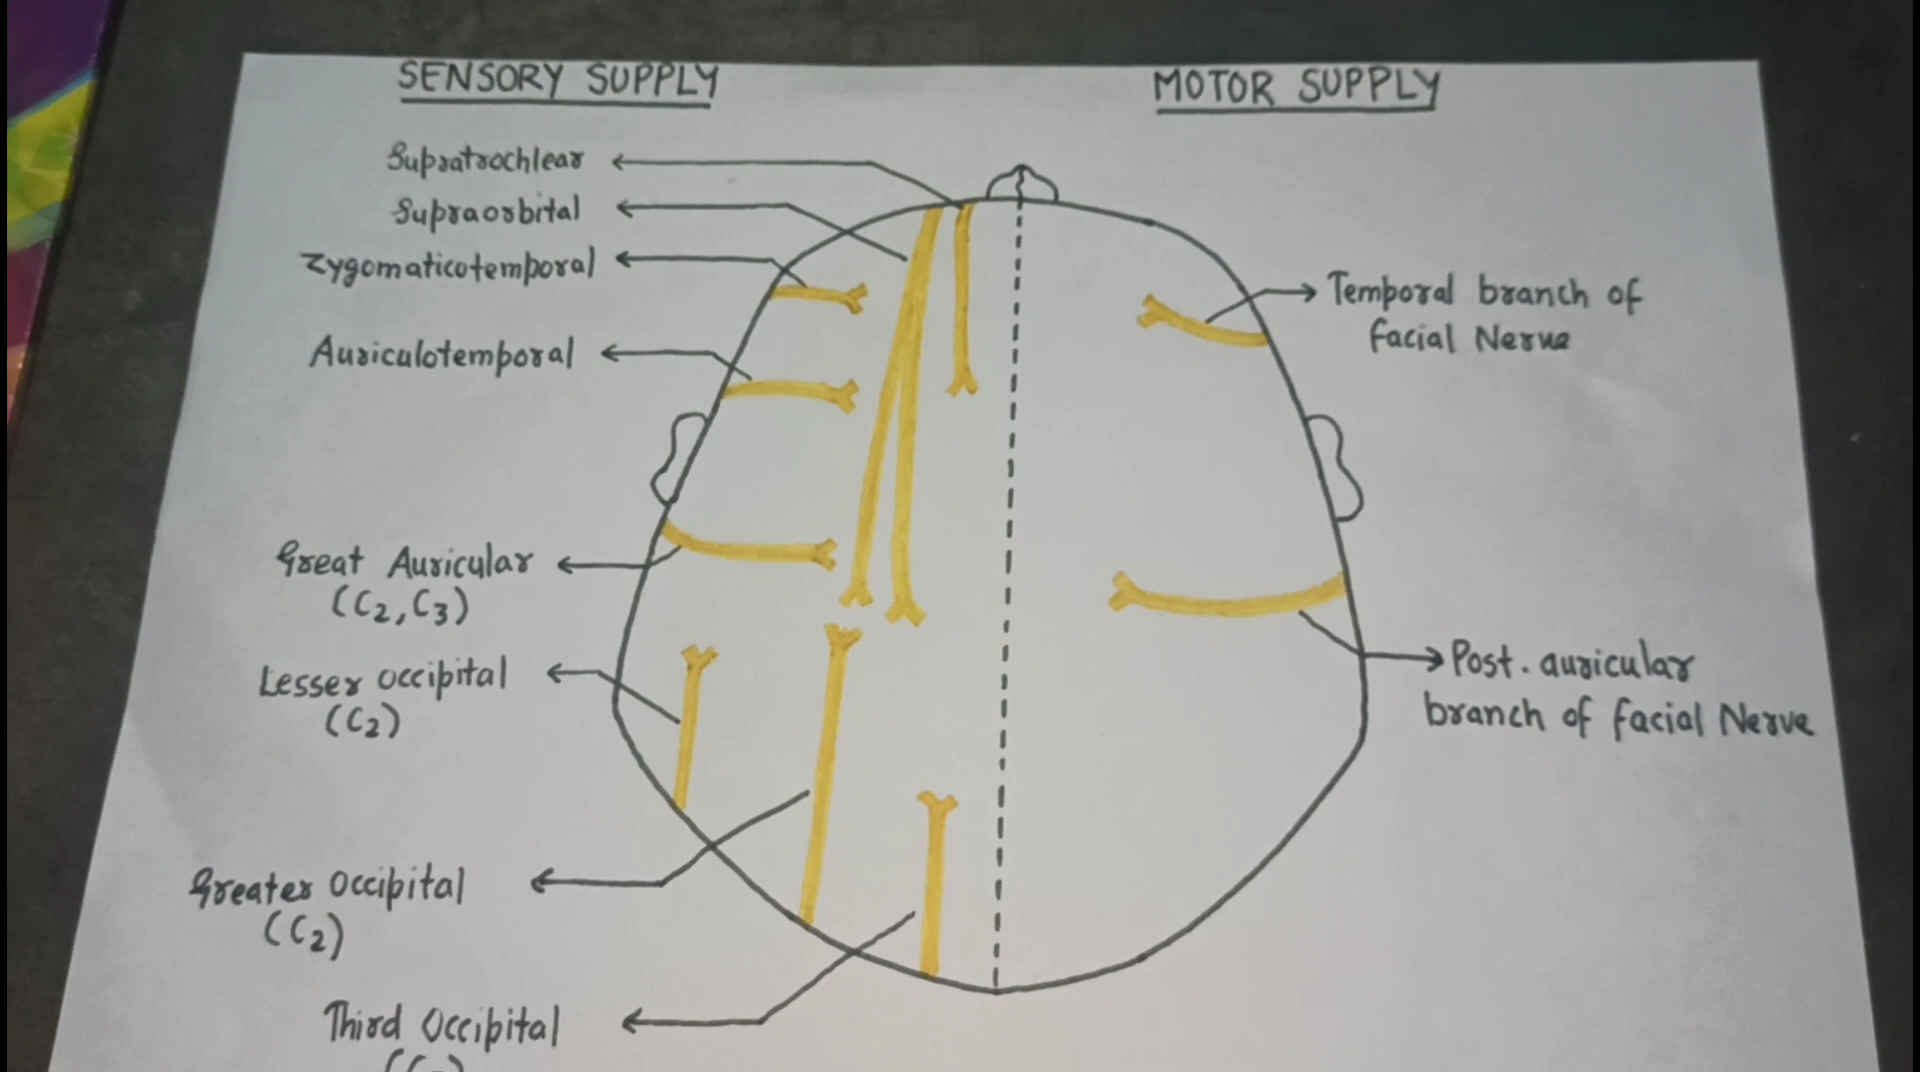 SENSORY SUPPLY
MOTOR SUPPLY
Supratrochlear
Supraorbital
Zygomaticotemporal
Auriculotemporal
Great Auricular
(C2, C3)
Lesser occipital
(C2)
Greater Occipital
(C2)
Third Occipital
Temporal branch of
facial Nerve
Post. auricular
branch of facial Nerve